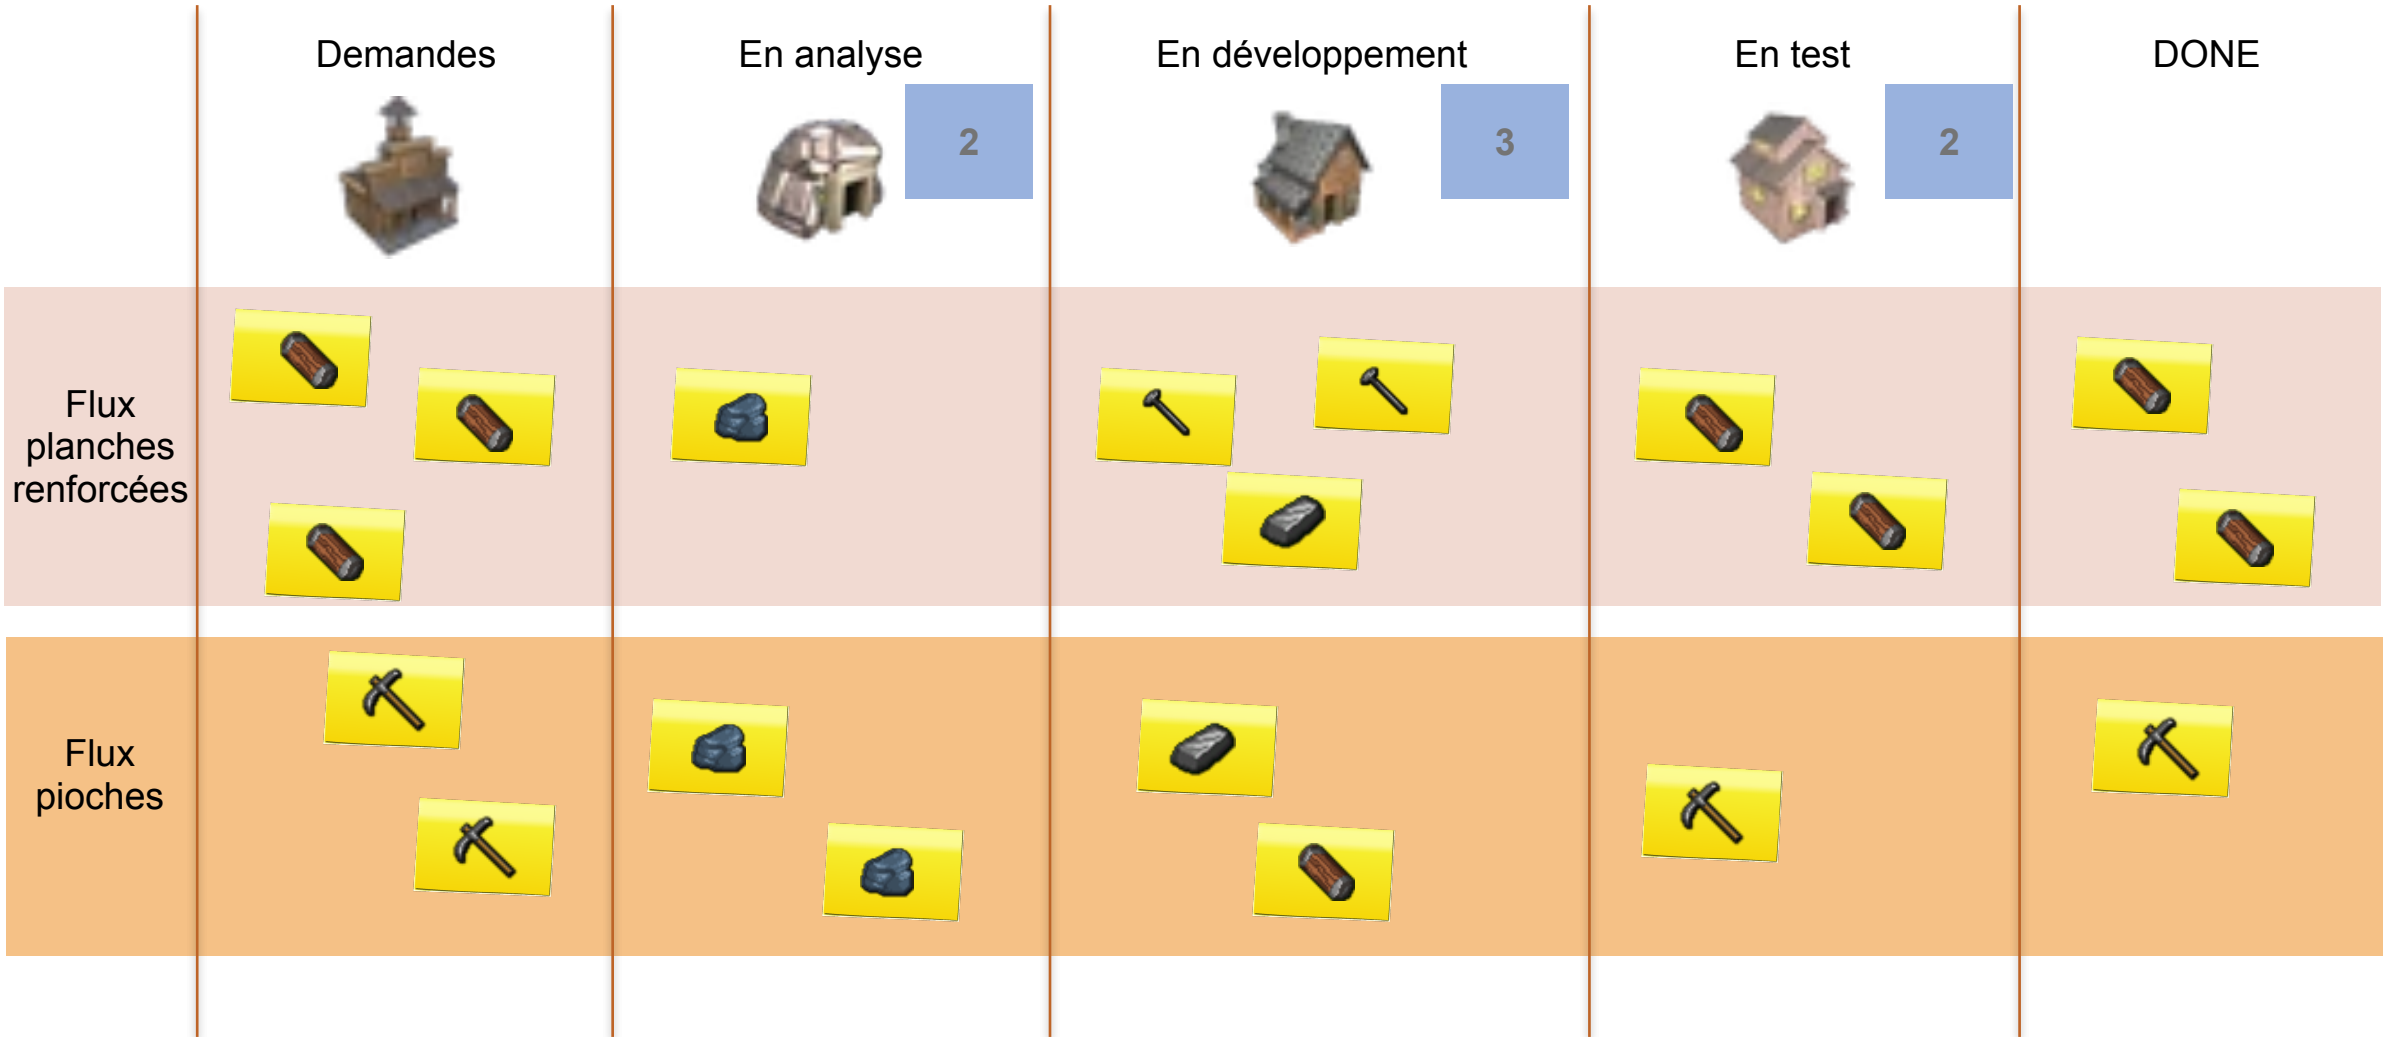 Demandes
En analyse
En développement
En test
DONE
2
3
2
Flux
planches
renforcées
Flux
pioches